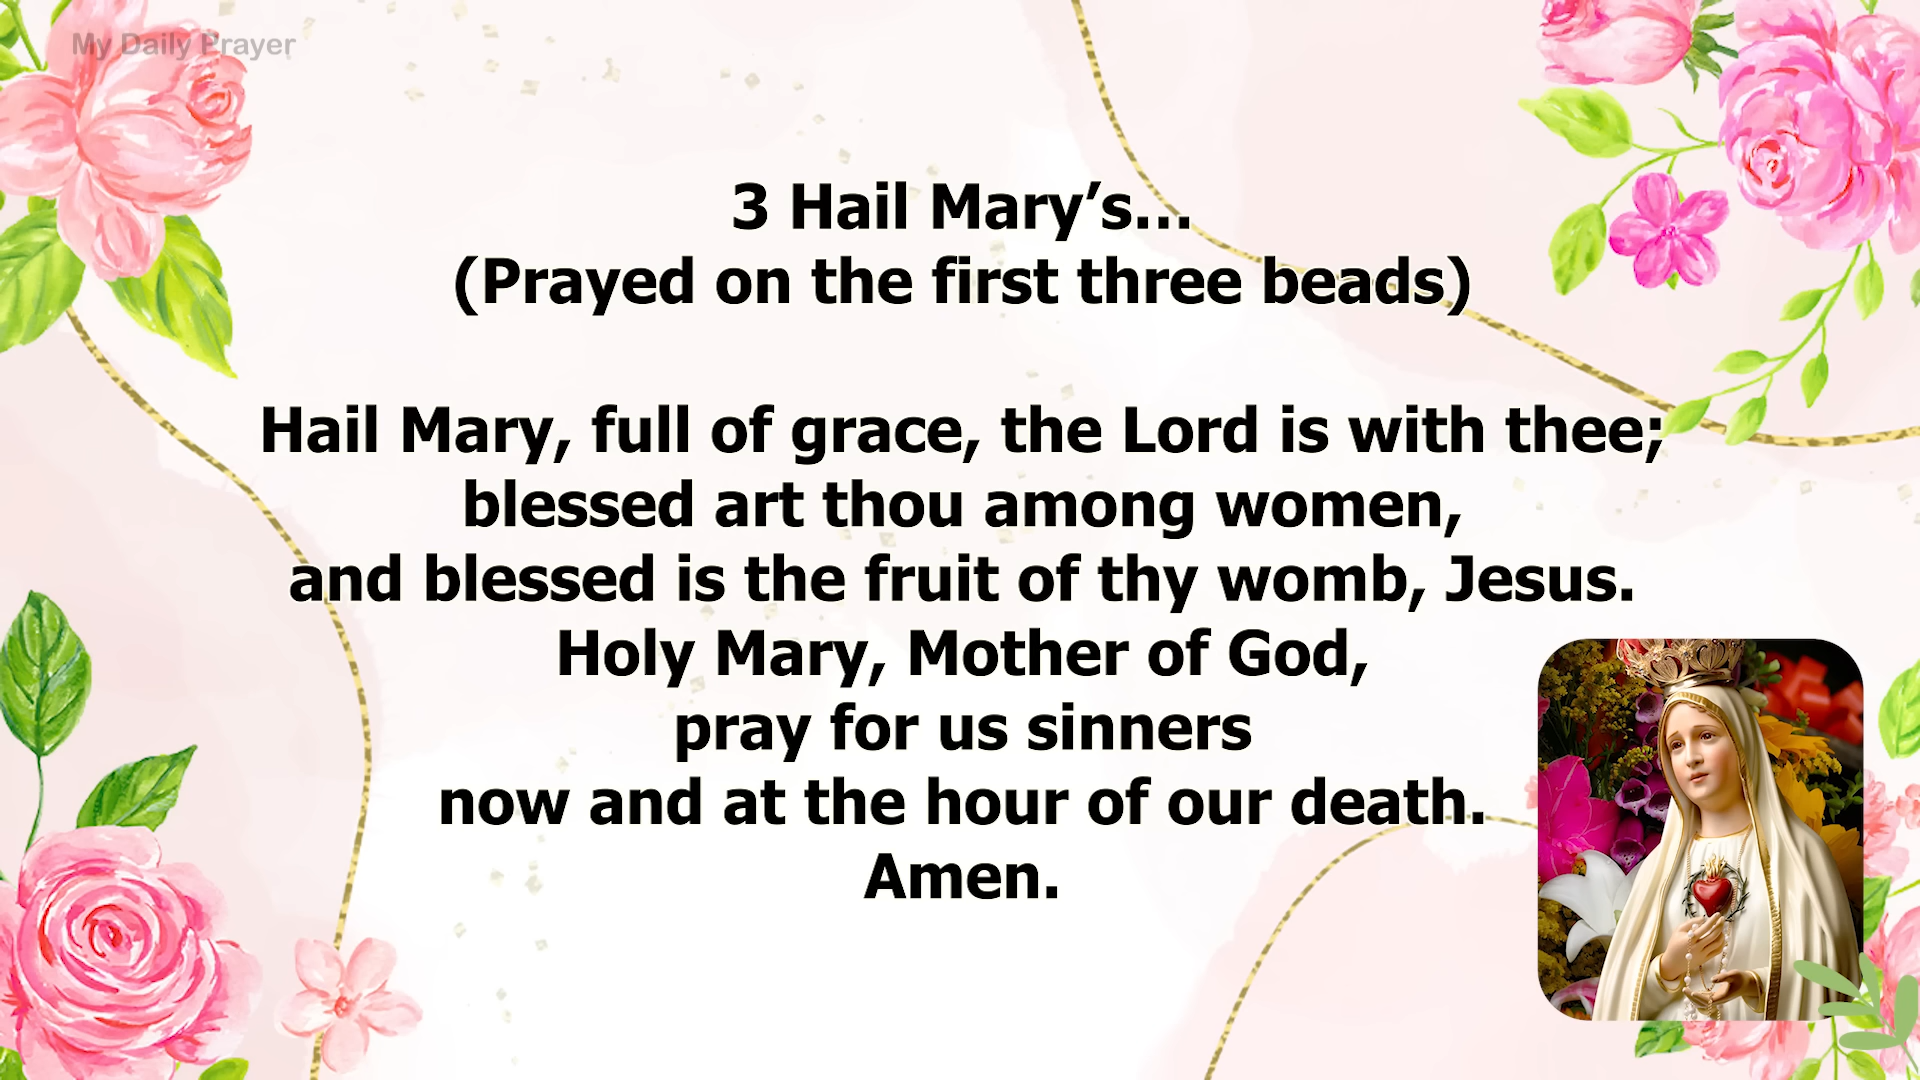 My Daily Prayer
3 Hail Mary’s...
(Prayed on the first three beads)
Hail Mary, full of grace, the Lord is with thee;
blessed art thou among women,
and blessed is the fruit of thy womb, Jesus.
Holy Mary, Mother of God,
pray for us sinners
now and at the hour of our death.
Amen.